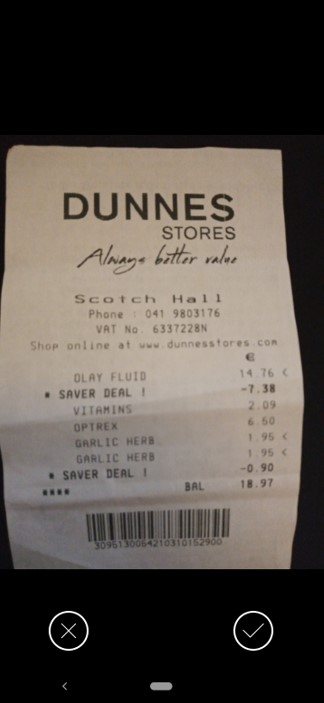 DUNNES
STORES
Always better value
Scotch Hall
Phone : 041 9803176
VAT No. 6337228N
Shop online at www.dunnesstores.com
€
OLAY FLUID 14.76 <
* SAVER DEAL ! -7.38
VITAMINS 2.09
OPTREX 6.50
GARLIC HERB 1.95 <
GARLIC HERB 1.95 <
* SAVER DEAL ! -0.90
**** BAL 18.97